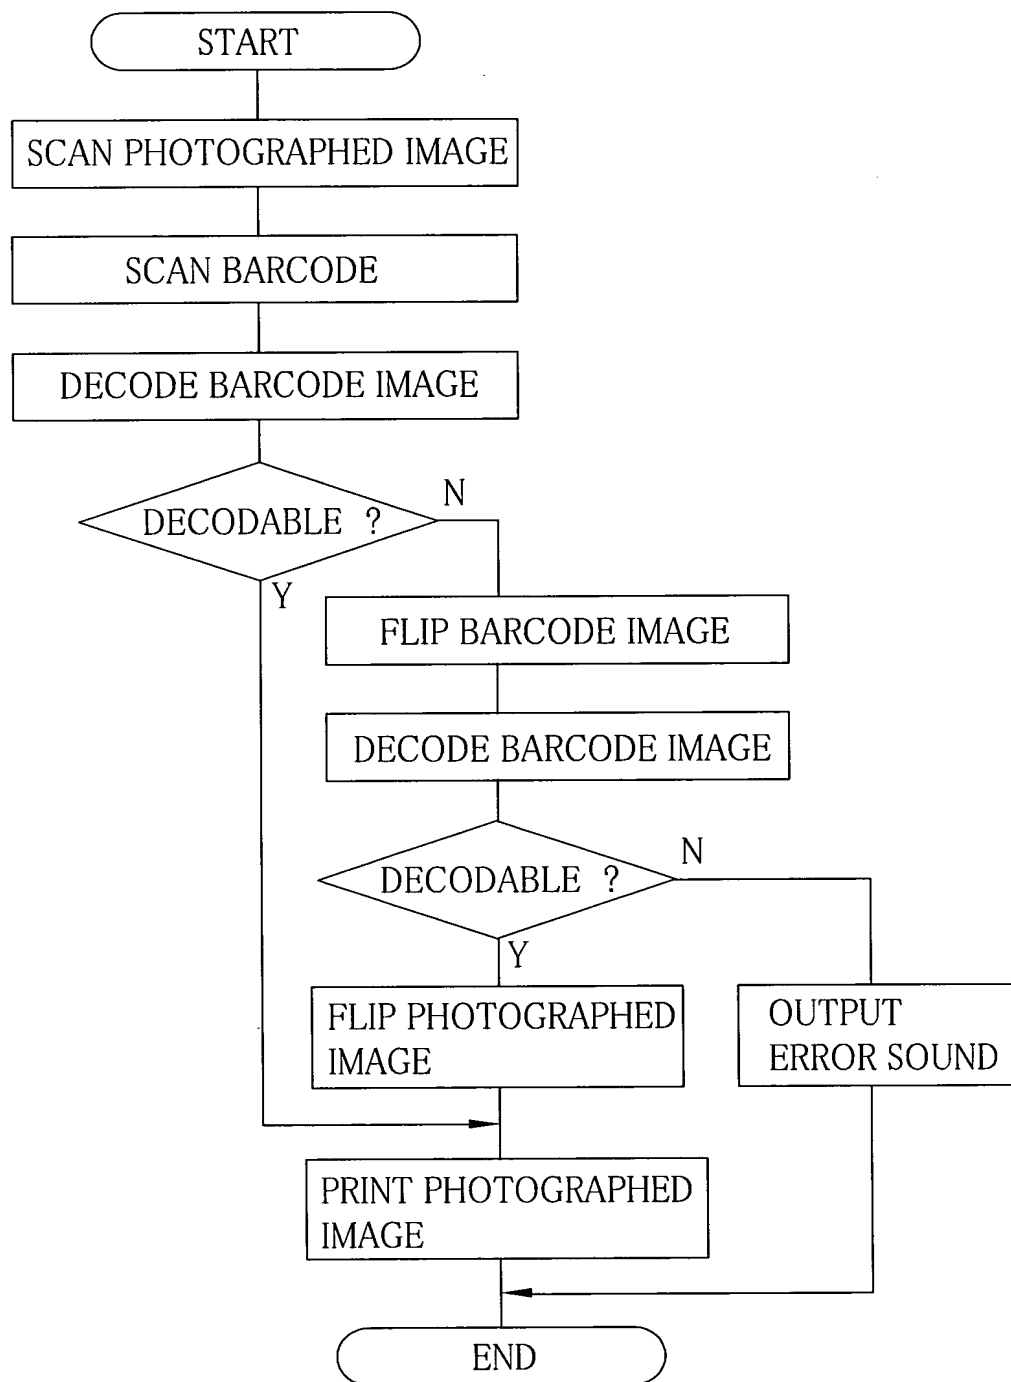 START
SCAN PHOTOGRAPHED IMAGE
SCAN BARCODE
DECODE BARCODE IMAGE
DECODABLE ?
N
Y
FLIP BARCODE IMAGE
DECODE BARCODE IMAGE
DECODABLE ?
N
Y
FLIP PHOTOGRAPHED
IMAGE
OUTPUT
ERROR SOUND
PRINT PHOTOGRAPHED
IMAGE
END